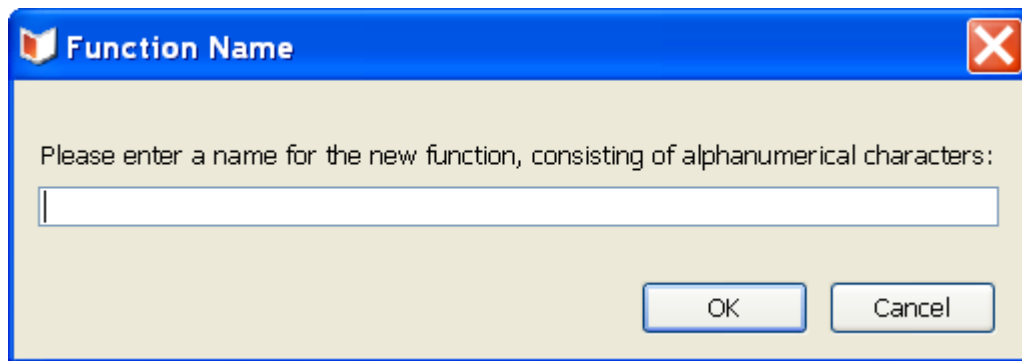 Function Name
Please enter a name for the new function, consisting of alphanumerical characters:
OK
Cancel